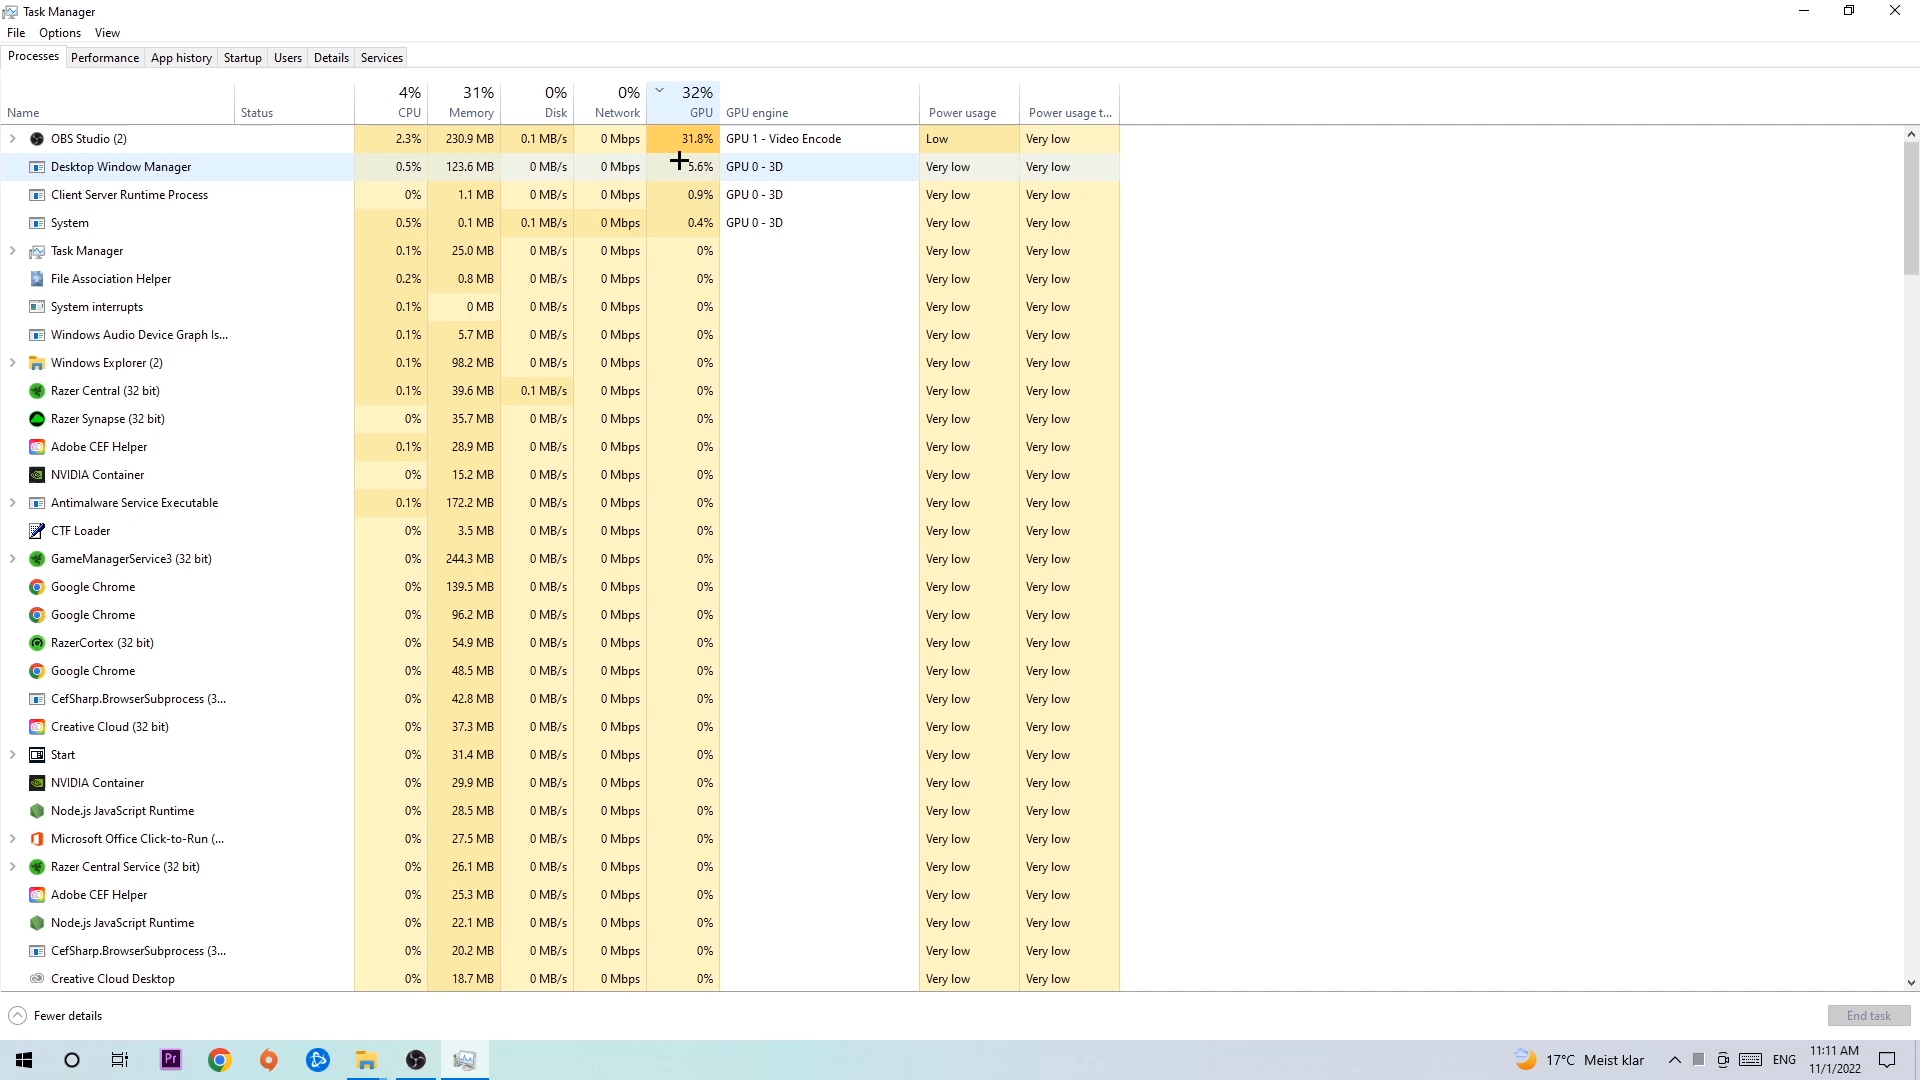 Task Manager
File Options View
Processes Performance App history Startup Users Details Services
4% 31% 0% 0% 32%
Name Status CPU Memory Disk Network GPU GPU engine Power usage Power usage t...
OBS Studio (2) 2.3% 230.9 MB 0.1 MB/s 0 Mbps 31.8% GPU 1 - Video Encode Low Very low
Desktop Window Manager 0.5% 123.6 MB 0 MB/s 0 Mbps 5.6% GPU 0 - 3D Very low Very low
Client Server Runtime Process 0% 1.1 MB 0 MB/s 0 Mbps 0.9% GPU 0 - 3D Very low Very low
System 0.5% 0.1 MB 0.1 MB/s 0 Mbps 0.4% GPU 0 - 3D Very low Very low
Task Manager 0.1% 25.0 MB 0 MB/s 0 Mbps 0% Very low Very low
File Association Helper 0.2% 0.8 MB 0 MB/s 0 Mbps 0% Very low Very low
System interrupts 0.1% 0 MB 0 MB/s 0 Mbps 0% Very low Very low
Windows Audio Device Graph Is... 0.1% 5.7 MB 0 MB/s 0 Mbps 0% Very low Very low
Windows Explorer (2) 0.1% 98.2 MB 0 MB/s 0 Mbps 0% Very low Very low
Razer Central (32 bit) 0.1% 39.6 MB 0.1 MB/s 0 Mbps 0% Very low Very low
Razer Synapse (32 bit) 0% 35.7 MB 0 MB/s 0 Mbps 0% Very low Very low
Adobe CEF Helper 0.1% 28.9 MB 0 MB/s 0 Mbps 0% Very low Very low
NVIDIA Container 0% 15.2 MB 0 MB/s 0 Mbps 0% Very low Very low
Antimalware Service Executable 0.1% 172.2 MB 0 MB/s 0 Mbps 0% Very low Very low
CTF Loader 0% 3.5 MB 0 MB/s 0 Mbps 0% Very low Very low
GameManagerService3 (32 bit) 0% 244.3 MB 0 MB/s 0 Mbps 0% Very low Very low
Google Chrome 0% 139.5 MB 0 MB/s 0 Mbps 0% Very low Very low
Google Chrome 0% 96.2 MB 0 MB/s 0 Mbps 0% Very low Very low
RazerCortex (32 bit) 0% 54.9 MB 0 MB/s 0 Mbps 0% Very low Very low
Google Chrome 0% 48.5 MB 0 MB/s 0 Mbps 0% Very low Very low
CefSharp.BrowserSubprocess (3... 0% 42.8 MB 0 MB/s 0 Mbps 0% Very low Very low
Creative Cloud (32 bit) 0% 37.3 MB 0 MB/s 0 Mbps 0% Very low Very low
Start 0% 31.4 MB 0 MB/s 0 Mbps 0% Very low Very low
NVIDIA Container 0% 29.9 MB 0 MB/s 0 Mbps 0% Very low Very low
Node.js JavaScript Runtime 0% 28.5 MB 0 MB/s 0 Mbps 0% Very low Very low
Microsoft Office Click-to-Run (... 0% 27.5 MB 0 MB/s 0 Mbps 0% Very low Very low
Razer Central Service (32 bit) 0% 26.1 MB 0 MB/s 0 Mbps 0% Very low Very low
Adobe CEF Helper 0% 25.3 MB 0 MB/s 0 Mbps 0% Very low Very low
Node.js JavaScript Runtime 0% 22.1 MB 0 MB/s 0 Mbps 0% Very low Very low
CefSharp.BrowserSubprocess (3... 0% 20.2 MB 0 MB/s 0 Mbps 0% Very low Very low
Creative Cloud Desktop 0% 18.7 MB 0 MB/s 0 Mbps 0% Very low Very low
Fewer details End task
Pr 17°C Meist klar ENG 11:11 AM
11/1/2022